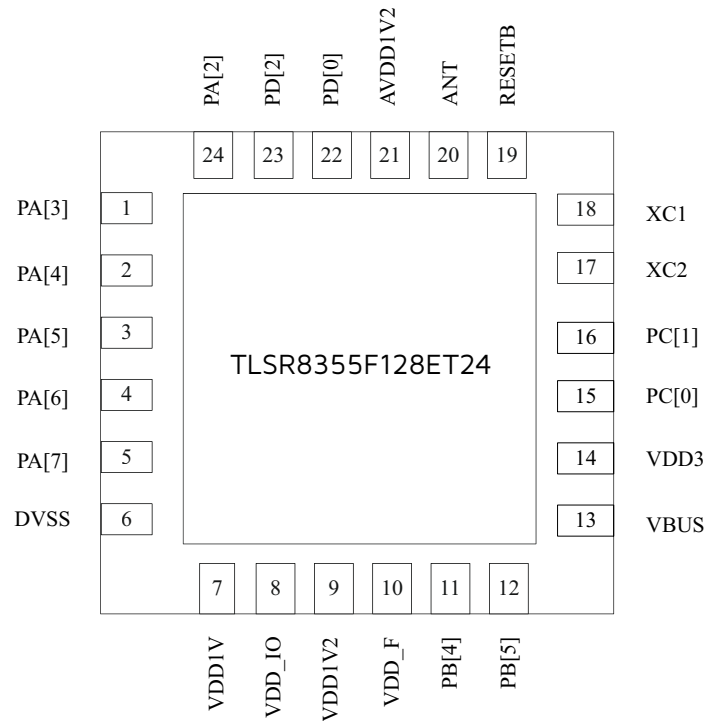 PA[2]
PD[2]
PD[0]
AVDD1V2
ANT
RESETB
24
23
22
21
20
19
PA[3] 1
18 XC1
PA[4] 2
17 XC2
PA[5] 3
16 PC[1]
TLSR8355F128ET24
PA[6] 4
15 PC[0]
PA[7] 5
14 VDD3
DVSS 6
13 VBUS
7
8
9
10
11
12
VDD1V
VDD_IO
VDD1V2
VDD_F
PB[4]
PB[5]